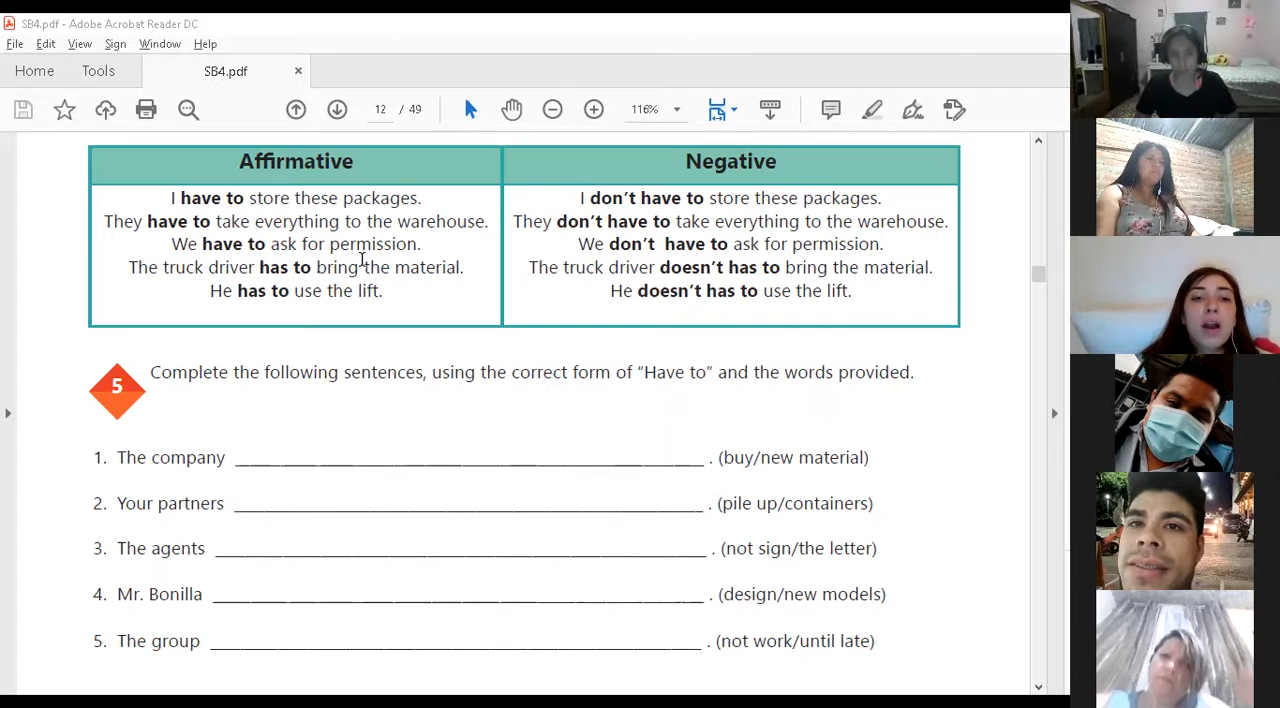 SB4.pdf - Adobe Acrobat Reader DC
File Edit View Sign Window Help
Home Tools SB4.pdf ×
12 / 49 116%
Affirmative Negative
I have to store these packages. I don't have to store these packages.
They have to take everything to the warehouse. They don't have to take everything to the warehouse.
We have to ask for permission. We don't have to ask for permission.
The truck driver has to bring the material. The truck driver doesn't has to bring the material.
He has to use the lift. He doesn't has to use the lift.
5 Complete the following sentences, using the correct form of “Have to” and the words provided.
1. The company ______________________________ . (buy/new material)
2. Your partners ______________________________ . (pile up/containers)
3. The agents ______________________________ . (not sign/the letter)
4. Mr. Bonilla ______________________________ . (design/new models)
5. The group ______________________________ . (not work/until late)